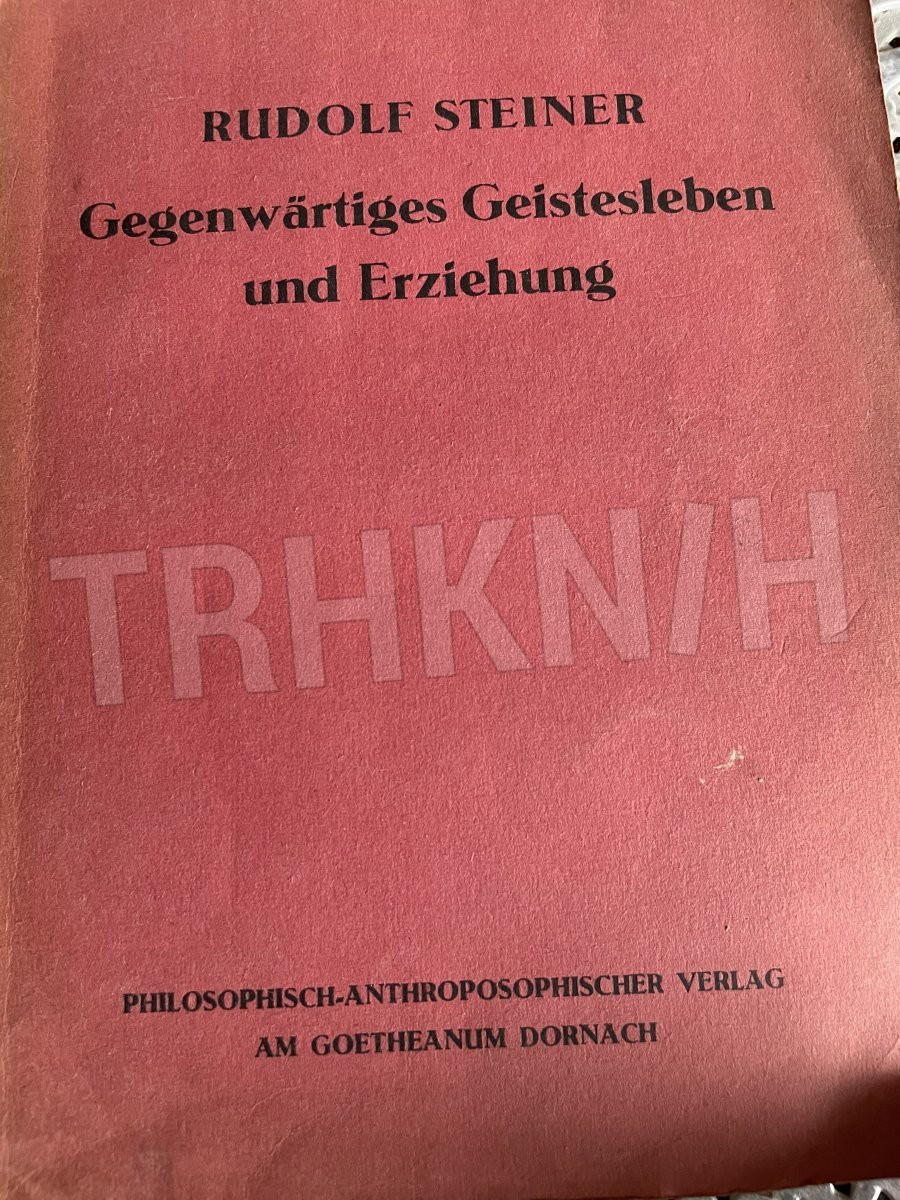 RUDOLF STEINER
Gegenwärtiges Geistesleben
und Erziehung
TRHKN/H
PHILOSOPHISCH-ANTHROPOSOPHISCHER VERLAG
AM GOETHEANUM DORNACH